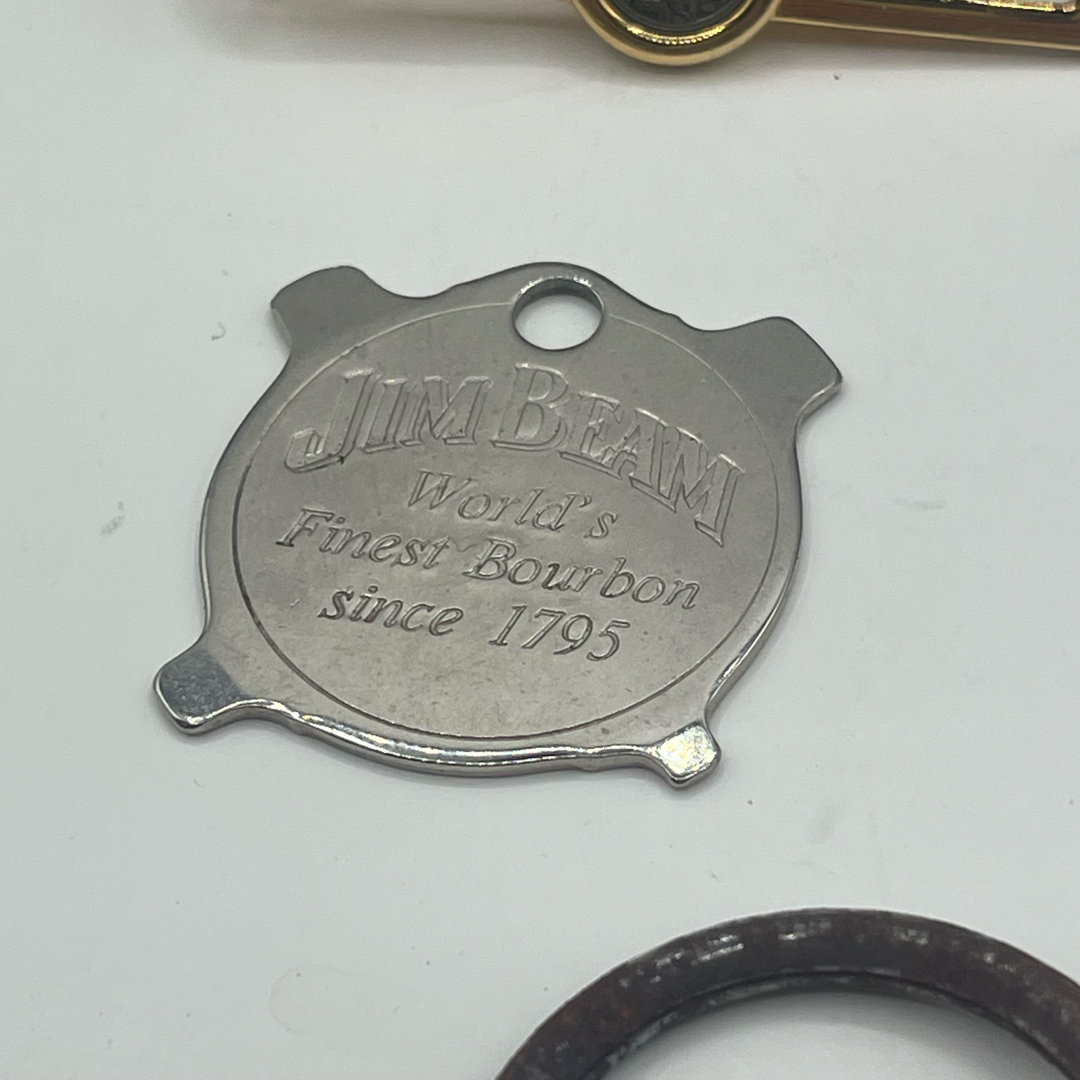 JIM BEAM
World's
Finest Bourbon
since 1795